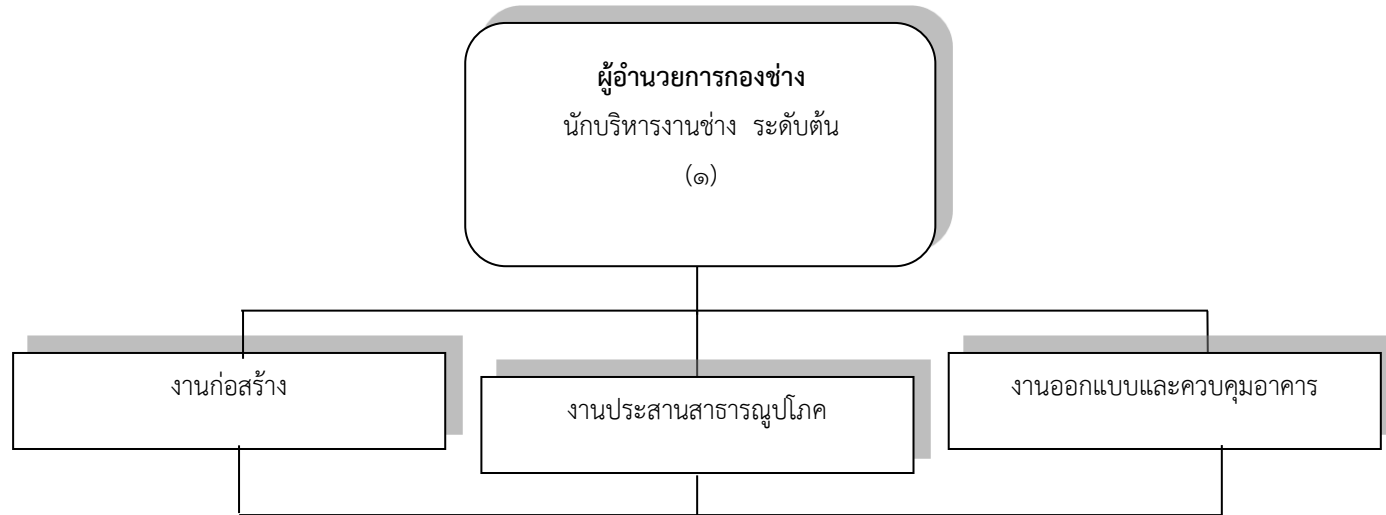 ผู้อำนวยการกองช่าง
นักบริหารงานช่าง ระดับต้น
(๑)
งานก่อสร้าง
งานประสานสาธารณูปโภค
งานออกแบบและควบคุมอาคาร